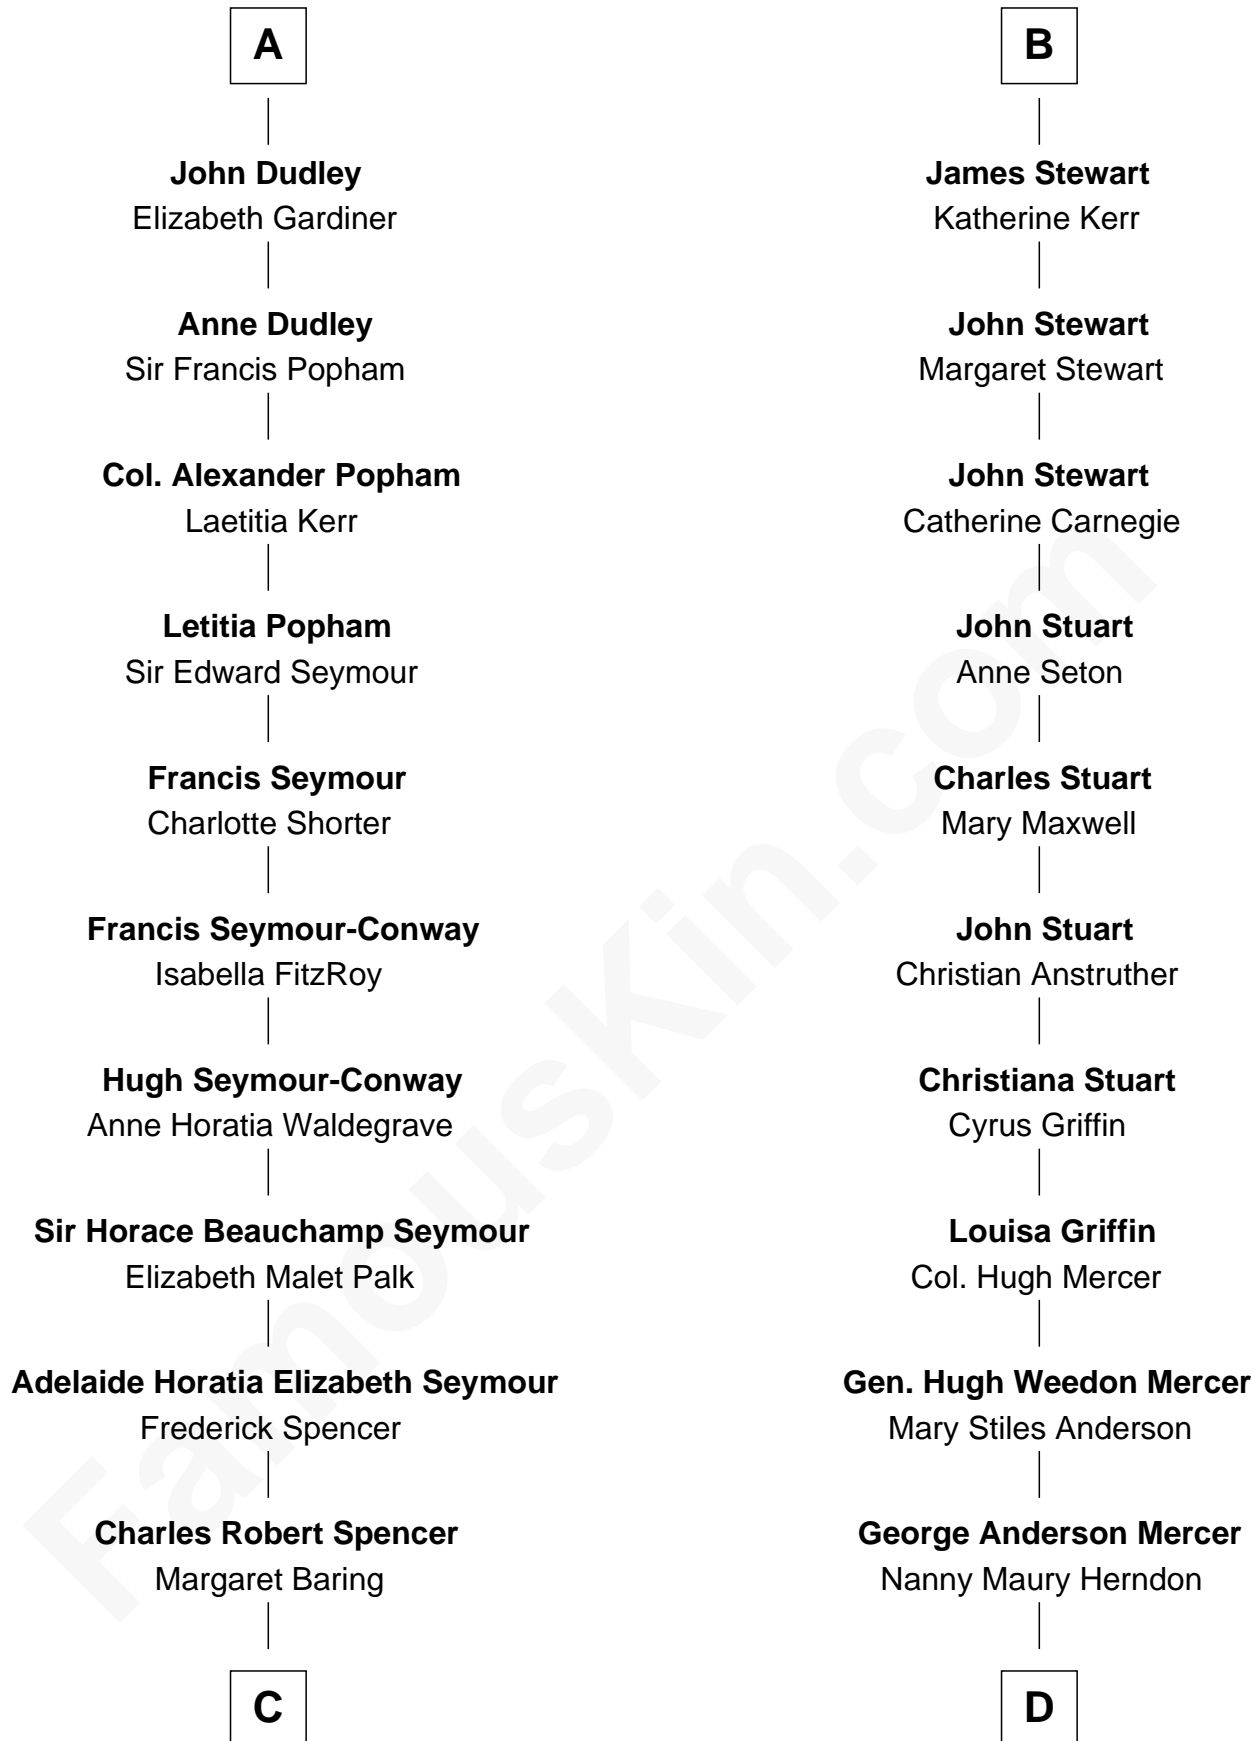 A
John Dudley
Elizabeth Gardiner
Anne Dudley
Sir Francis Popham
Col. Alexander Popham
Laetitia Kerr
Letitia Popham
Sir Edward Seymour
Francis Seymour
Charlotte Shorter
Francis Seymour-Conway
Isabella FitzRoy
Hugh Seymour-Conway
Anne Horatia Waldegrave
Sir Horace Beauchamp Seymour
Elizabeth Malet Palk
Adelaide Horatia Elizabeth Seymour
Frederick Spencer
Charles Robert Spencer
Margaret Baring
C
B
James Stewart
Katherine Kerr
John Stewart
Margaret Stewart
John Stewart
Catherine Carnegie
John Stuart
Anne Seton
Charles Stuart
Mary Maxwell
John Stuart
Christian Anstruther
Christiana Stuart
Cyrus Griffin
Louisa Griffin
Col. Hugh Mercer
Gen. Hugh Weedon Mercer
Mary Stiles Anderson
George Anderson Mercer
Nanny Maury Herndon
D
FamousKin.com